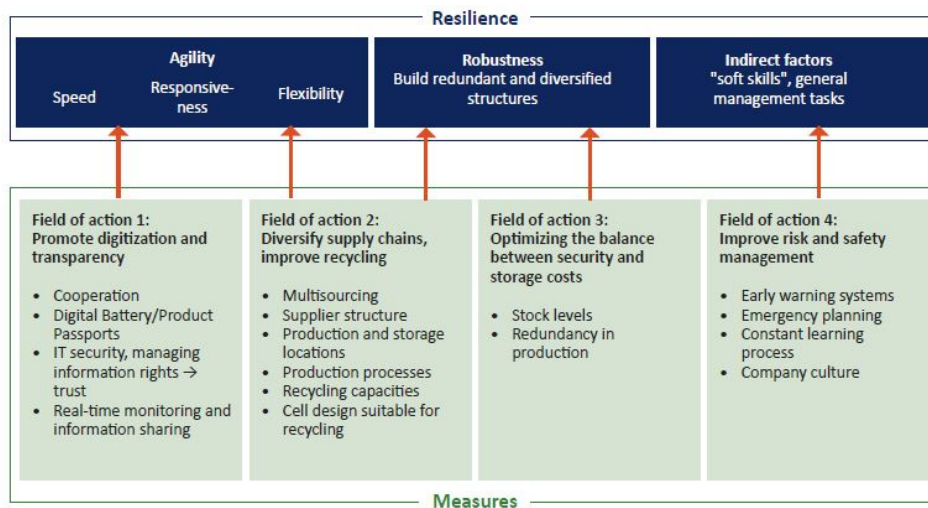 Resilience
Agility
Speed
Responsive-
ness
Flexibility
Robustness
Build redundant and diversified
structures
Indirect factors
"soft skills", general
management tasks
Field of action 1:
Promote digitization and
transparency
• Cooperation
• Digital Battery/Product
Passports
• IT security, managing
information rights →
trust
• Real-time monitoring and
information sharing
Field of action 2:
Diversify supply chains,
improve recycling
• Multisourcing
• Supplier structure
• Production and storage
locations
• Production processes
• Recycling capacities
• Cell design suitable for
recycling
Field of action 3:
Optimizing the balance
between security and
storage costs
• Stock levels
• Redundancy in
production
Field of action 4:
Improve risk and safety
management
• Early warning systems
• Emergency planning
• Constant learning
process
• Company culture
Measures